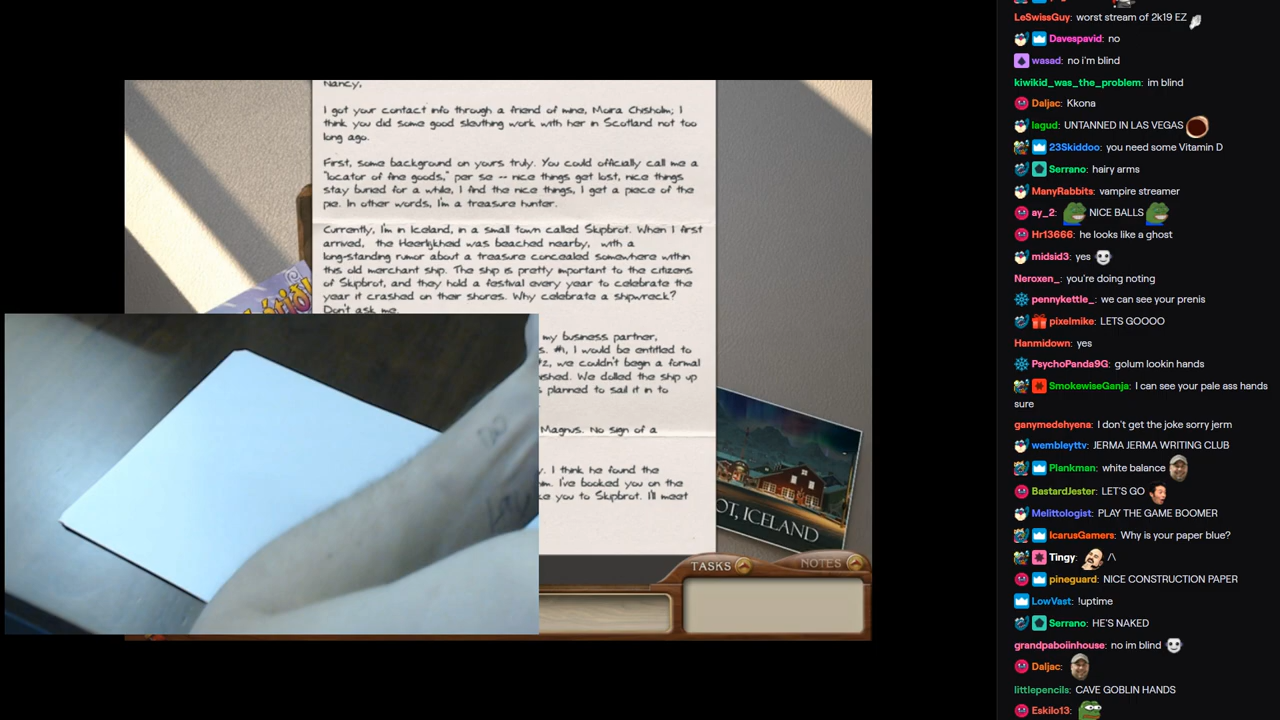 Nancy,
I got your contact info through a friend of mine, Moira Chisholm; I
think you did some good sleuthing work with her in Scotland not too
long ago.
First, some background on yours truly. You could officially call me a
"locator of fine goods," per se -- nice things get lost, nice things
stay buried for a while, I find the nice things, I get a piece of the
pie. In other words, I'm a treasure hunter.
Currently, I'm in Iceland, in a small town called Skipbrot. When I first
arrived, the Heerlijkheid was beached nearby, with a
long-standing rumor about a treasure concealed somewhere within
this old merchant ship. The ship is pretty important to the citizens
of Skipbrot, and they hold a festival every year to celebrate the
year it crashed on their shores. Why celebrate a shipwreck?
Don't ask me.
my business partner,
s. #1, I would be entitled to
#2, we couldn't begin a formal
ished. We dolled the ship up
s planned to sail it in to
Magnus. No sign of a
y. I think he found the
him. I've booked you on the
ke you to Skipbrot. I'll meet
OT, ICELAND
TASKS
NOTES
LeSwissGuy: worst stream of 2k19 EZ
Davespavid: no
wasad: no i'm blind
kiwikid_was_the_problem: im blind
Daljac: Kkona
lagud: UNTANNED IN LAS VEGAS
23Skiddoo: you need some Vitamin D
Serrano: hairy arms
ManyRabbits: vampire streamer
ay_2: NICE BALLS
Hr13666: he looks like a ghost
midsid3: yes
Neroxen_: you're doing noting
pennykettle_: we can see your prenis
pixelmike: LETS GOOOO
Hanmidown: yes
PsychoPanda9G: golum lookin hands
SmokewiseGanja: I can see your pale ass hands
sure
ganymedehyena: I don't get the joke sorry jerm
wembleyttv: JERMA JERMA WRITING CLUB
Plankman: white balance
BastardJester: LET'S GO
Melittologist: PLAY THE GAME BOOMER
IcarusGamers: Why is your paper blue?
Tingy: /\
pineguard: NICE CONSTRUCTION PAPER
LowVast: !uptime
Serrano: HE'S NAKED
grandpaboiinhouse: no im blind
Daljac:
littlepencils: CAVE GOBLIN HANDS
Eskilo13: